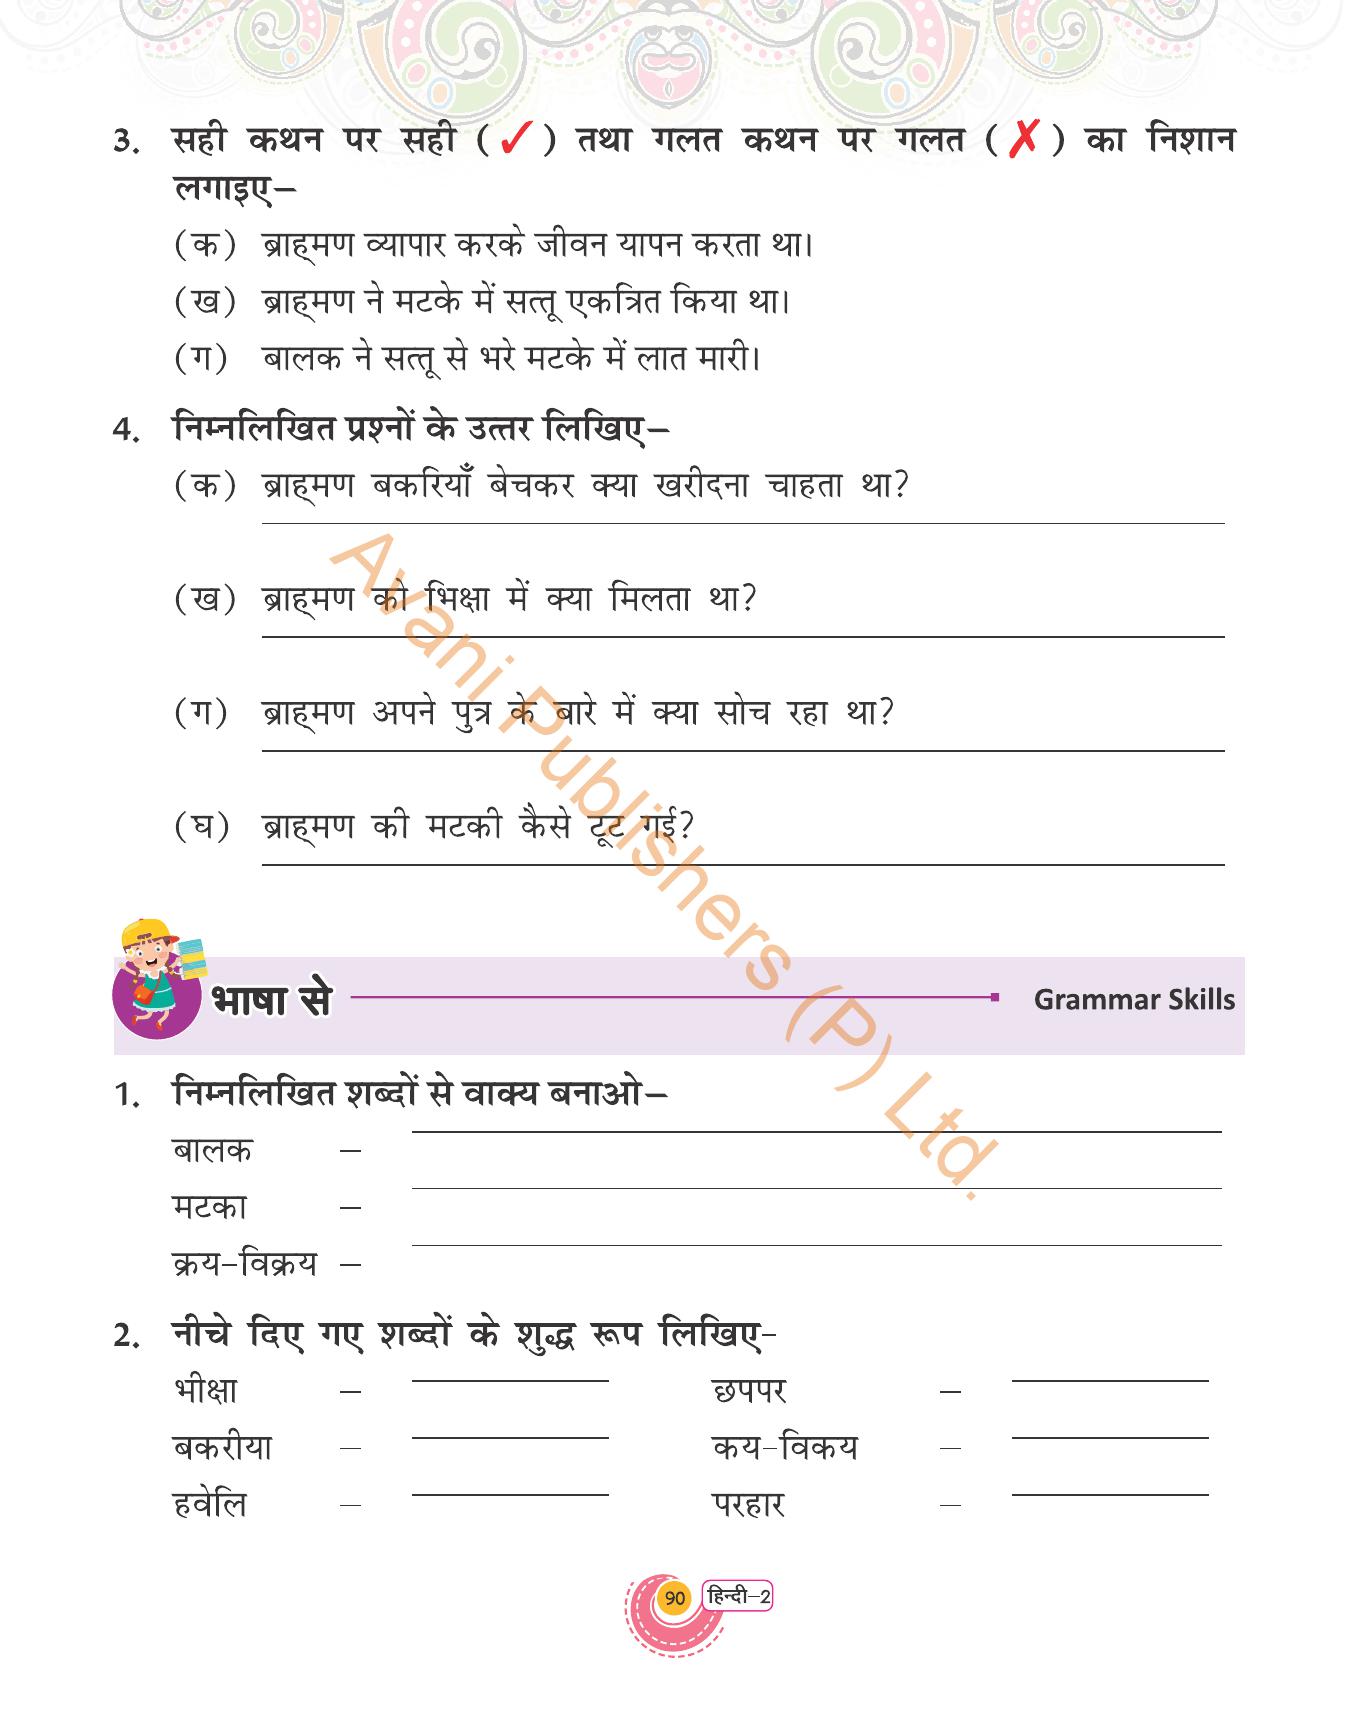 3. सही कथन पर सही (✓) तथा गलत कथन पर गलत (✗) का निशान
लगाइए–
(क) ब्राह्मण व्यापार करके जीवन यापन करता था।
(ख) ब्राह्मण ने मटके में सत्तू एकत्रित किया था।
(ग) बालक ने सत्तू से भरे मटके में लात मारी।
4. निम्नलिखित प्रश्नों के उत्तर लिखिए–
(क) ब्राह्मण बकरियाँ बेचकर क्या खरीदना चाहता था?
(ख) ब्राह्मण को भिक्षा में क्या मिलता था?
(ग) ब्राह्मण अपने पुत्र के बारे में क्या सोच रहा था?
(घ) ब्राह्मण की मटकी कैसे टूट गई?
Avani Publishers (P) Ltd.
भाषा से Grammar Skills
1. निम्नलिखित शब्दों से वाक्य बनाओ–
बालक –
मटका –
क्रय-विक्रय –
2. नीचे दिए गए शब्दों के शुद्ध रूप लिखिए-
भीक्षा – छपपर –
बकरीया – कय-विकय –
हवेलि – परहार –
90 हिन्दी-2